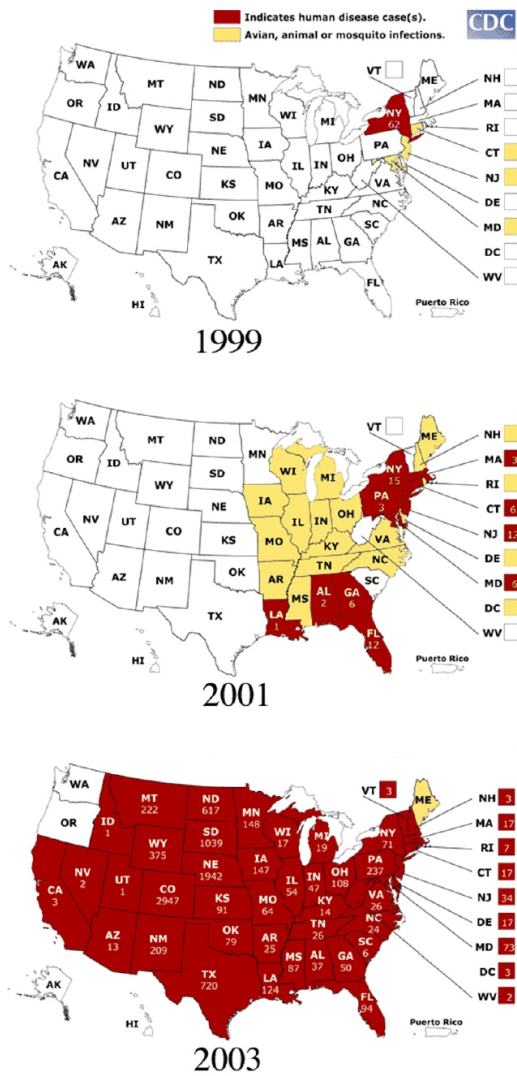 Indicates human disease case(s).
Avian, animal or mosquito infections.
CDC
WA
MT
ND
MN
VT
ME
NH
OR
ID
SD
WI
MI
NY
62
MA
WY
RI
NV
NE
IA
PA
CT
CA
UT
CO
IL
IN
OH
NJ
KS
MO
KY
VA
DE
AZ
NM
OK
TN
NC
MD
AR
SC
DC
TX
MS
AL
GA
WV
LA
AK
HI
FL
Puerto Rico
1999
WA
MT
ND
MN
VT
ME
NH
OR
ID
SD
WI
MI
NY
15
MA
3
WY
RI
NV
NE
IA
PA
3
CT
6
CA
UT
CO
IL
IN
OH
NJ
12
KS
MO
KY
VA
DE
AZ
NM
OK
TN
NC
MD
6
AR
SC
DC
TX
MS
AL
2
GA
6
WV
LA
1
AK
HI
FL
12
Puerto Rico
2001
WA
MT
222
ND
617
MN
148
VT
3
ME
NH
3
OR
ID
1
SD
1039
WI
17
MI
19
NY
71
MA
17
WY
375
RI
7
NV
2
NE
1942
IA
147
PA
237
CT
17
CA
3
UT
1
CO
2947
IL
54
IN
47
OH
108
NJ
34
KS
91
MO
64
KY
14
VA
26
DE
17
AZ
13
NM
209
OK
79
TN
26
NC
24
MD
73
AR
25
SC
6
DC
3
TX
720
MS
87
AL
37
GA
50
WV
2
LA
124
AK
HI
FL
94
Puerto Rico
2003